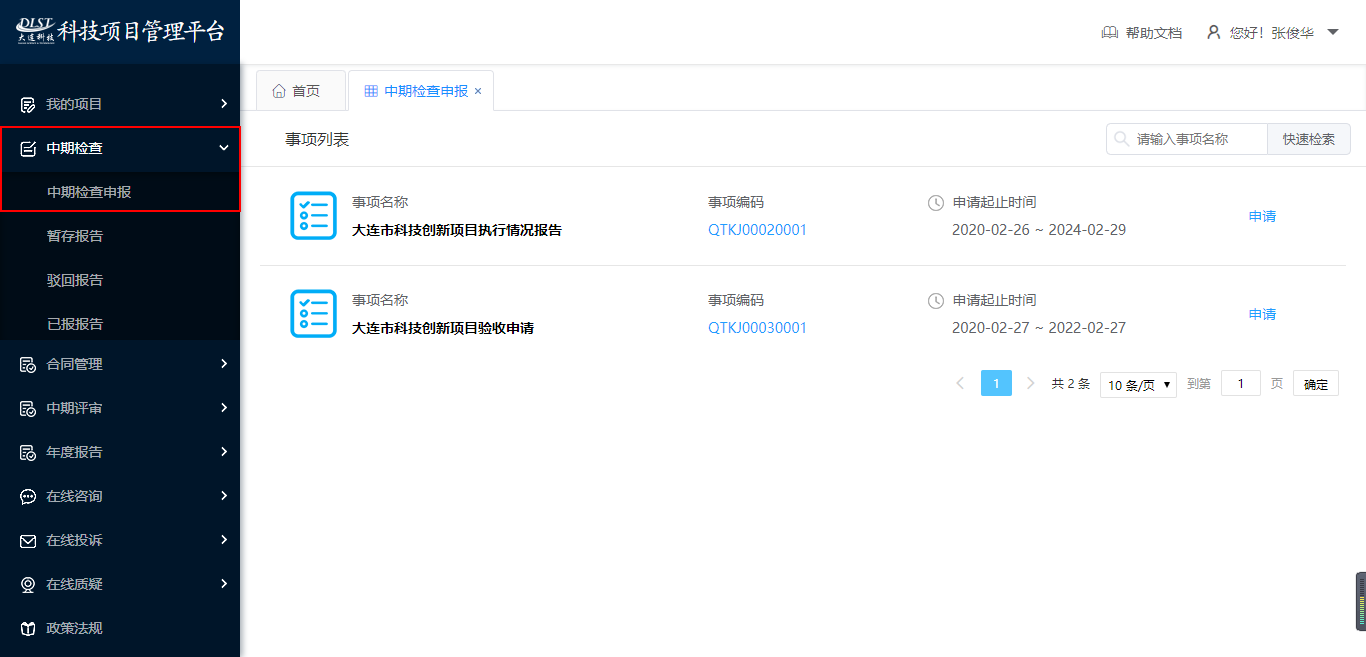 DLST
大连科技
科技项目管理平台
帮助文档
您好！张俊华
我的项目
中期检查
中期检查申报
暂存报告
驳回报告
已报报告
合同管理
中期评审
年度报告
在线咨询
在线投诉
在线质疑
政策法规
首页
中期检查申报 ×
事项列表
请输入事项名称
快速检索
事项名称 事项编码 申请起止时间
大连市科技创新项目执行情况报告 QTKJ00020001 2020-02-26 ~ 2024-02-29 申请
事项名称 事项编码 申请起止时间
大连市科技创新项目验收申请 QTKJ00030001 2020-02-27 ~ 2022-02-27 申请
1 共 2 条 10 条/页 到第 1 页 确定